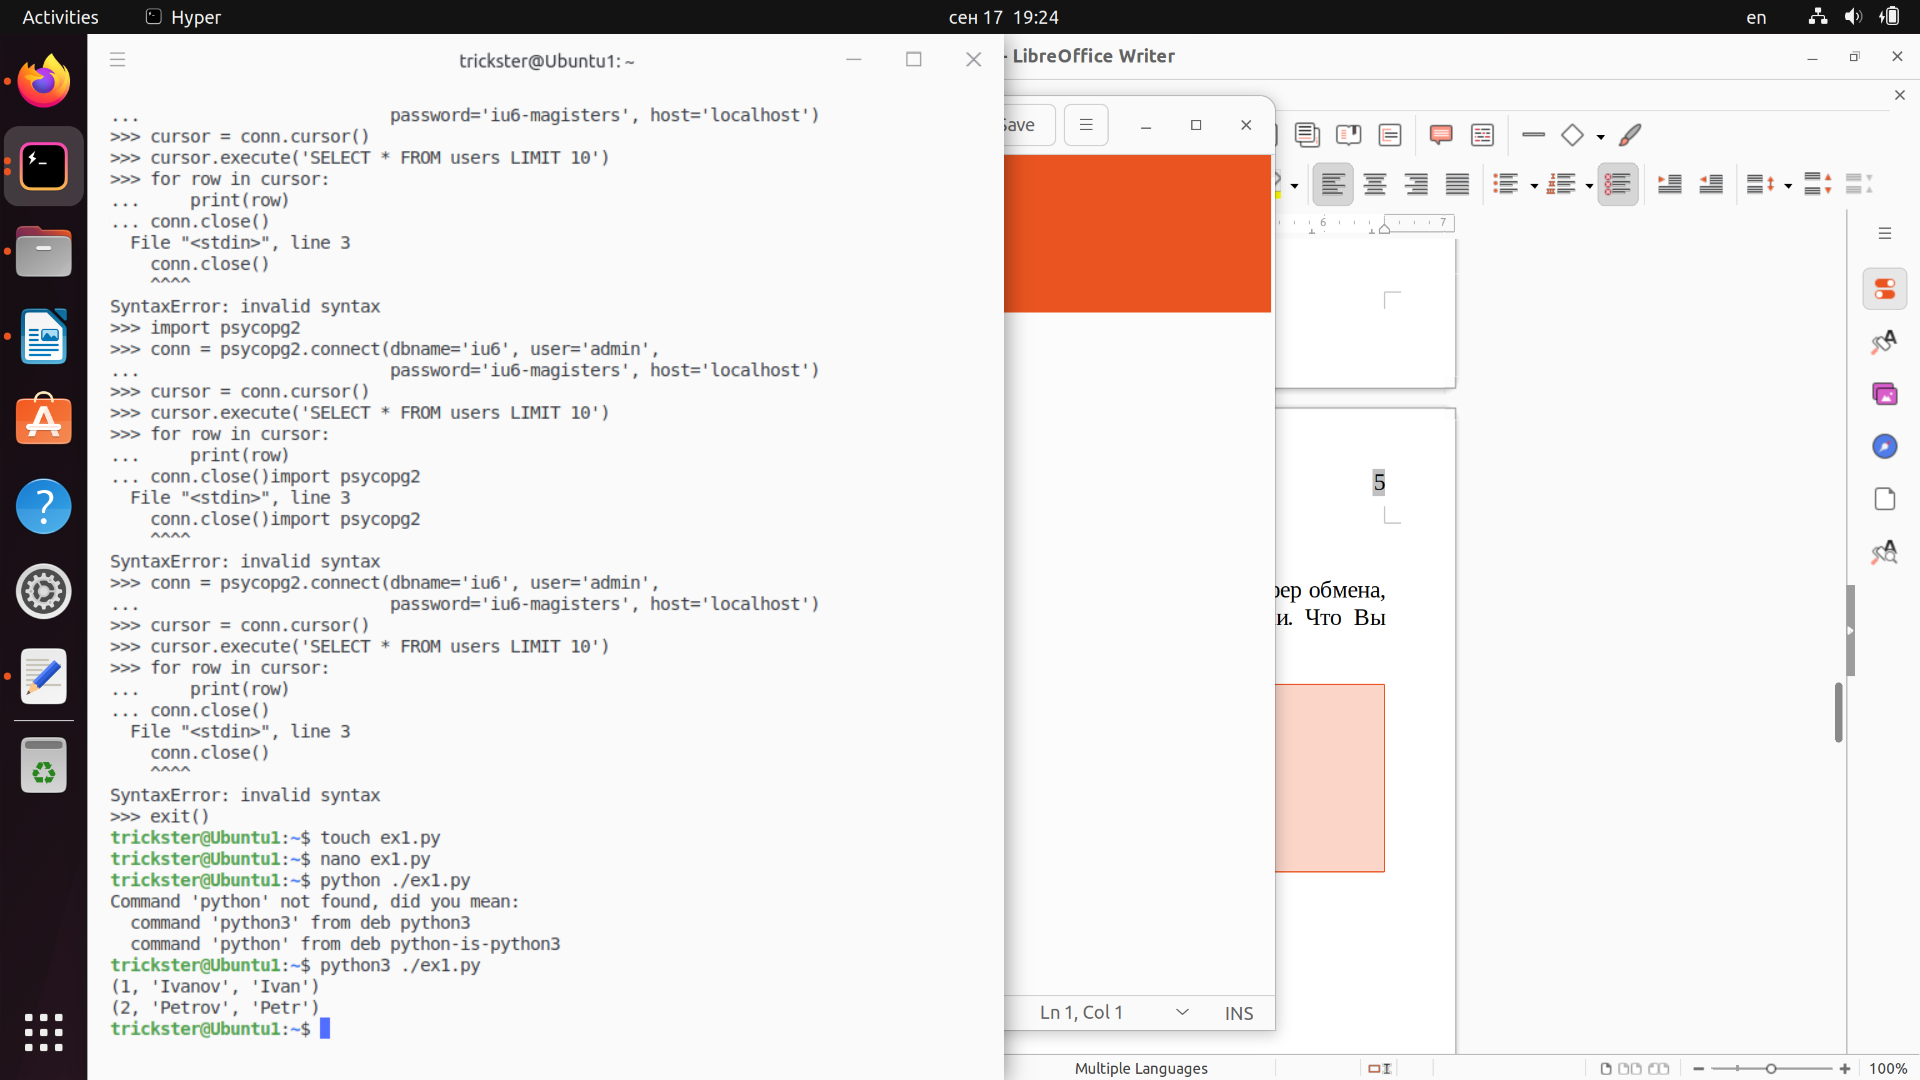 Activities
Hyper
сен 17 19:24
en
trickster@Ubuntu1: ~
... password='iu6-magisters', host='localhost')
>>> cursor = conn.cursor()
>>> cursor.execute('SELECT * FROM users LIMIT 10')
>>> for row in cursor:
... print(row)
... conn.close()
File "<stdin>", line 3
conn.close()
^^^^
SyntaxError: invalid syntax
>>> import psycopg2
>>> conn = psycopg2.connect(dbname='iu6', user='admin',
... password='iu6-magisters', host='localhost')
>>> cursor = conn.cursor()
>>> cursor.execute('SELECT * FROM users LIMIT 10')
>>> for row in cursor:
... print(row)
... conn.close()import psycopg2
File "<stdin>", line 3
conn.close()import psycopg2
^^^^
SyntaxError: invalid syntax
>>> conn = psycopg2.connect(dbname='iu6', user='admin',
... password='iu6-magisters', host='localhost')
>>> cursor = conn.cursor()
>>> cursor.execute('SELECT * FROM users LIMIT 10')
>>> for row in cursor:
... print(row)
... conn.close()
File "<stdin>", line 3
conn.close()
^^^^
SyntaxError: invalid syntax
>>> exit()
trickster@Ubuntu1:~$ touch ex1.py
trickster@Ubuntu1:~$ nano ex1.py
trickster@Ubuntu1:~$ python ./ex1.py
Command 'python' not found, did you mean:
command 'python3' from deb python3
command 'python' from deb python-is-python3
trickster@Ubuntu1:~$ python3 ./ex1.py
(1, 'Ivanov', 'Ivan')
(2, 'Petrov', 'Petr')
trickster@Ubuntu1:~$
- LibreOffice Writer
6 7
5
обмена,
Что Вы
Ln 1, Col 1
INS
Multiple Languages
100%